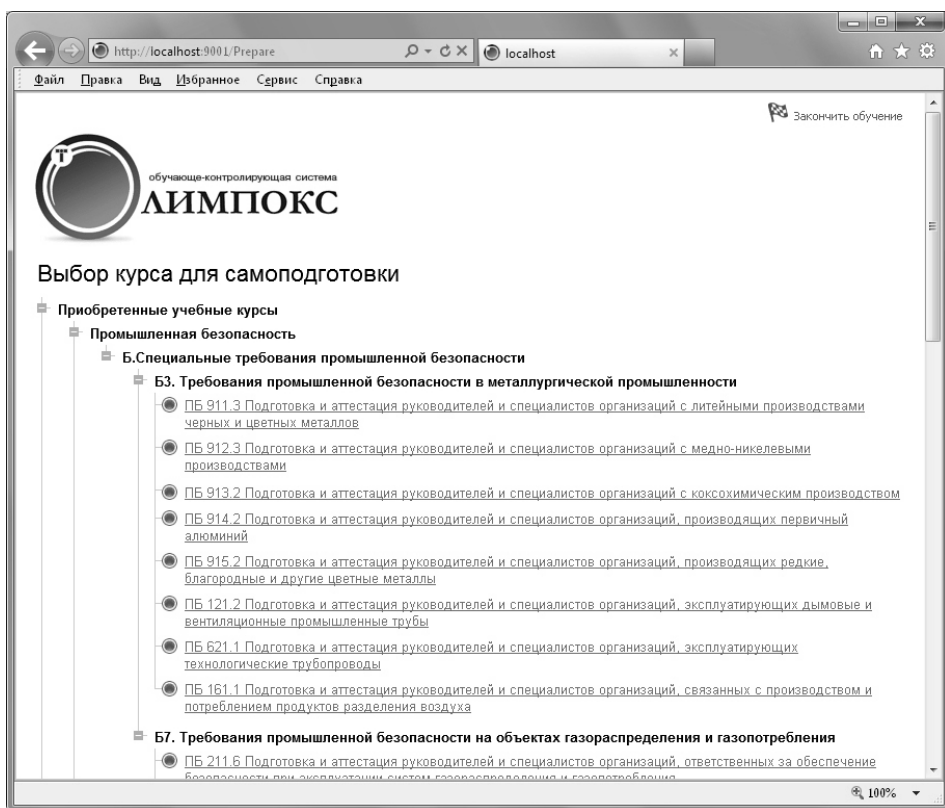 http://localhost:9001/Prepare
localhost
Файл Правка Вид Избранное Сервис Справка
Закончить обучение
Т
обучающе-контролирующая система
ОЛИМПОКС
Выбор курса для самоподготовки
Приобретенные учебные курсы
Промышленная безопасность
Б.Специальные требования промышленной безопасности
Б3. Требования промышленной безопасности в металлургической промышленности
ПБ 911.3 Подготовка и аттестация руководителей и специалистов организаций с литейными производствами
черных и цветных металлов
ПБ 912.3 Подготовка и аттестация руководителей и специалистов организаций с медно-никелевыми
производствами
ПБ 913.2 Подготовка и аттестация руководителей и специалистов организаций с коксохимическим производством
ПБ 914.2 Подготовка и аттестация руководителей и специалистов организаций, производящих первичный
алюминий
ПБ 915.2 Подготовка и аттестация руководителей и специалистов организаций, производящих редкие,
благородные и другие цветные металлы
ПБ 121.2 Подготовка и аттестация руководителей и специалистов организаций, эксплуатирующих дымовые и
вентиляционные промышленные трубы
ПБ 621.1 Подготовка и аттестация руководителей и специалистов организаций, эксплуатирующих
технологические трубопроводы
ПБ 161.1 Подготовка и аттестация руководителей и специалистов организаций, связанных с производством и
потреблением продуктов разделения воздуха
Б7. Требования промышленной безопасности на объектах газораспределения и газопотребления
ПБ 211.6 Подготовка и аттестация руководителей и специалистов организаций, ответственных за обеспечение
безопасности при эксплуатации систем газораспределения и газопотребления
100%